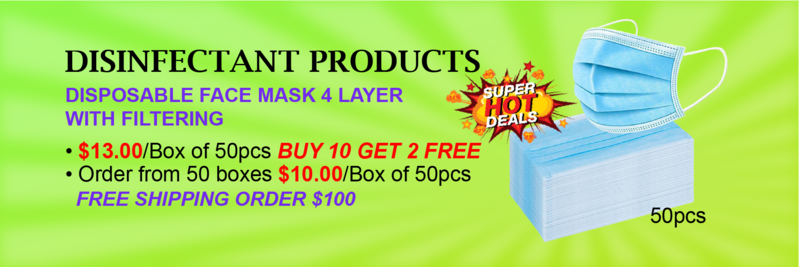 DISINFECTANT PRODUCTS
DISPOSABLE FACE MASK 4 LAYER
WITH FILTERING
• $13.00/Box of 50pcs BUY 10 GET 2 FREE
• Order from 50 boxes $10.00/Box of 50pcs
FREE SHIPPING ORDER $100
SUPER
HOT
DEALS
50pcs